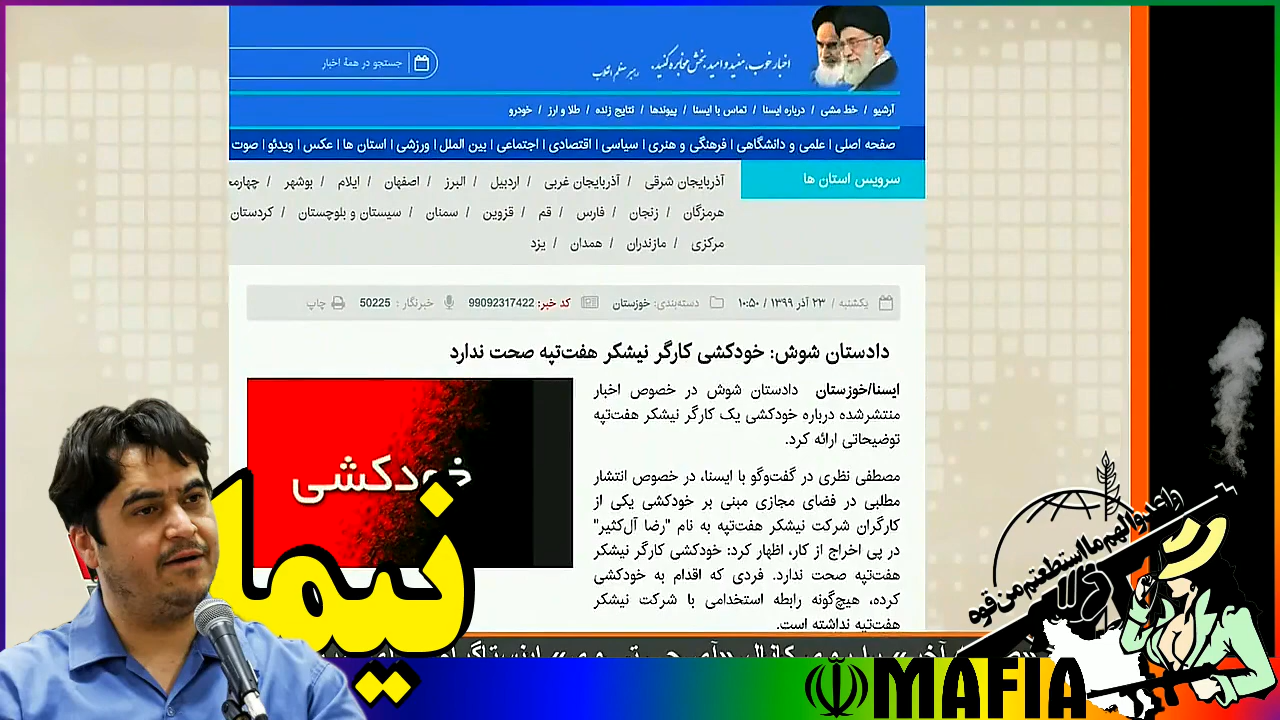 اخبار خوب، مفید و امیدبخش مخابره کنید.
رهبر معظم انقلاب
جستجو در همهٔ اخبار
آرشیو / خط مشی / درباره ایسنا / تماس با ایسنا / پیوندها / نتایج زنده / طلا و ارز / خودرو
صفحه اصلی | علمی و دانشگاهی | فرهنگی و هنری | سیاسی | اقتصادی | اجتماعی | بین الملل | ورزشی | استان ها | عکس | ویدئو | صوت
سرویس استان ها
آذربایجان شرقی / آذربایجان غربی / اردبیل / البرز / اصفهان / ایلام / بوشهر /
هرمزگان / زنجان / فارس / قم / قزوین / سمنان / سیستان و بلوچستان / کردستان
مرکزی / مازندران / همدان / یزد
یکشنبه / ۲۳ آذر ۱۳۹۹ / ۱۰:۵۰ دسته‌بندی: خوزستان کد خبر: 99092317422 خبرنگار : 50225 چاپ
دادستان شوش: خودکشی کارگر نیشکر هفت‌تپه صحت ندارد
ایسنا/خوزستان دادستان شوش در خصوص اخبار
منتشرشده درباره خودکشی یک کارگر نیشکر هفت‌تپه
توضیحاتی ارائه کرد.
مصطفی نظری در گفت‌وگو با ایسنا، در خصوص انتشار
مطلبی در فضای مجازی مبنی بر خودکشی یکی از
کارگران شرکت نیشکر هفت‌تپه به نام "رضا آل‌کثیر"
در پی اخراج از کار، اظهار کرد: خودکشی کارگر نیشکر
هفت‌تپه صحت ندارد. فردی که اقدام به خودکشی
کرده، هیچ‌گونه رابطه استخدامی با شرکت نیشکر
هفت‌تپه نداشته است.
خودکشی
نیما
واعدوا لهم ما استطعتم من قوه
MAFIA